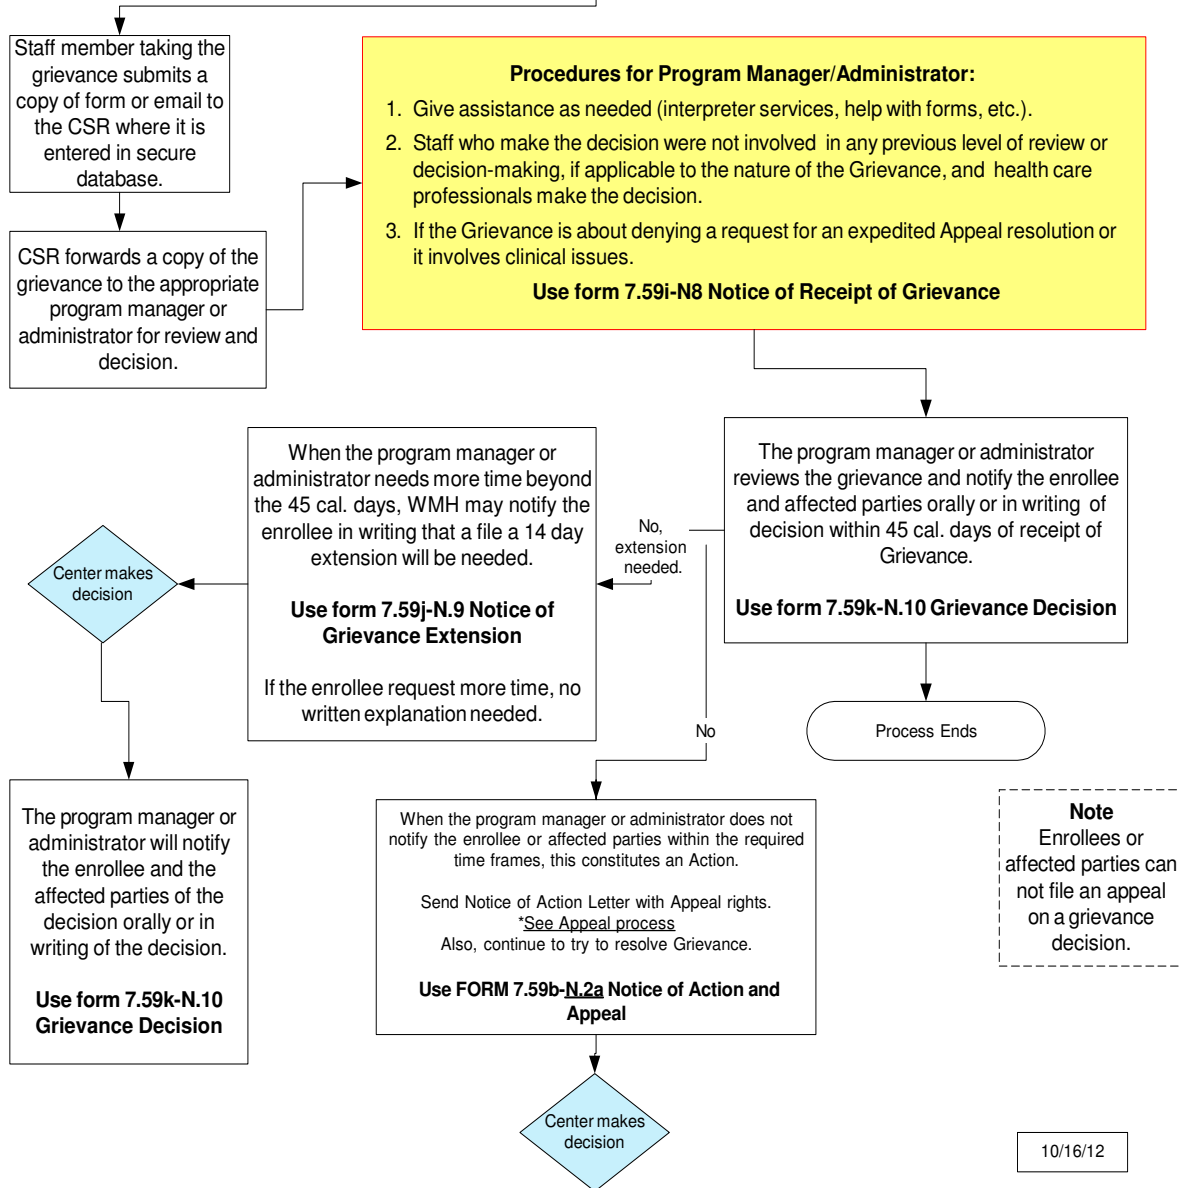 Staff member taking the
grievance submits a
copy of form or email to
the CSR where it is
entered in secure
database.
CSR forwards a copy of the
grievance to the appropriate
program manager or
administrator for review and
decision.
Procedures for Program Manager/Administrator:
1. Give assistance as needed (interpreter services, help with forms, etc.).
2. Staff who make the decision were not involved in any previous level of review or
decision-making, if applicable to the nature of the Grievance, and health care
professionals make the decision.
3. If the Grievance is about denying a request for an expedited Appeal resolution or
it involves clinical issues.
Use form 7.59i-N8 Notice of Receipt of Grievance
The program manager or administrator
reviews the grievance and notify the enrollee
and affected parties orally or in writing of
decision within 45 cal. days of receipt of
Grievance.
Use form 7.59k-N.10 Grievance Decision
Process Ends
No,
extension
needed.
No
When the program manager or
administrator needs more time beyond
the 45 cal. days, WMH may notify the
enrollee in writing that a file a 14 day
extension will be needed.
Use form 7.59j-N.9 Notice of
Grievance Extension
If the enrollee request more time, no
written explanation needed.
Center makes
decision
The program manager or
administrator will notify
the enrollee and the
affected parties of the
decision orally or in
writing of the decision.
Use form 7.59k-N.10
Grievance Decision
When the program manager or administrator does not
notify the enrollee or affected parties within the required
time frames, this constitutes an Action.
Send Notice of Action Letter with Appeal rights.
*See Appeal process
Also, continue to try to resolve Grievance.
Use FORM 7.59b-N.2a Notice of Action and
Appeal
Center makes
decision
Note
Enrollees or
affected parties can
not file an appeal
on a grievance
decision.
10/16/12